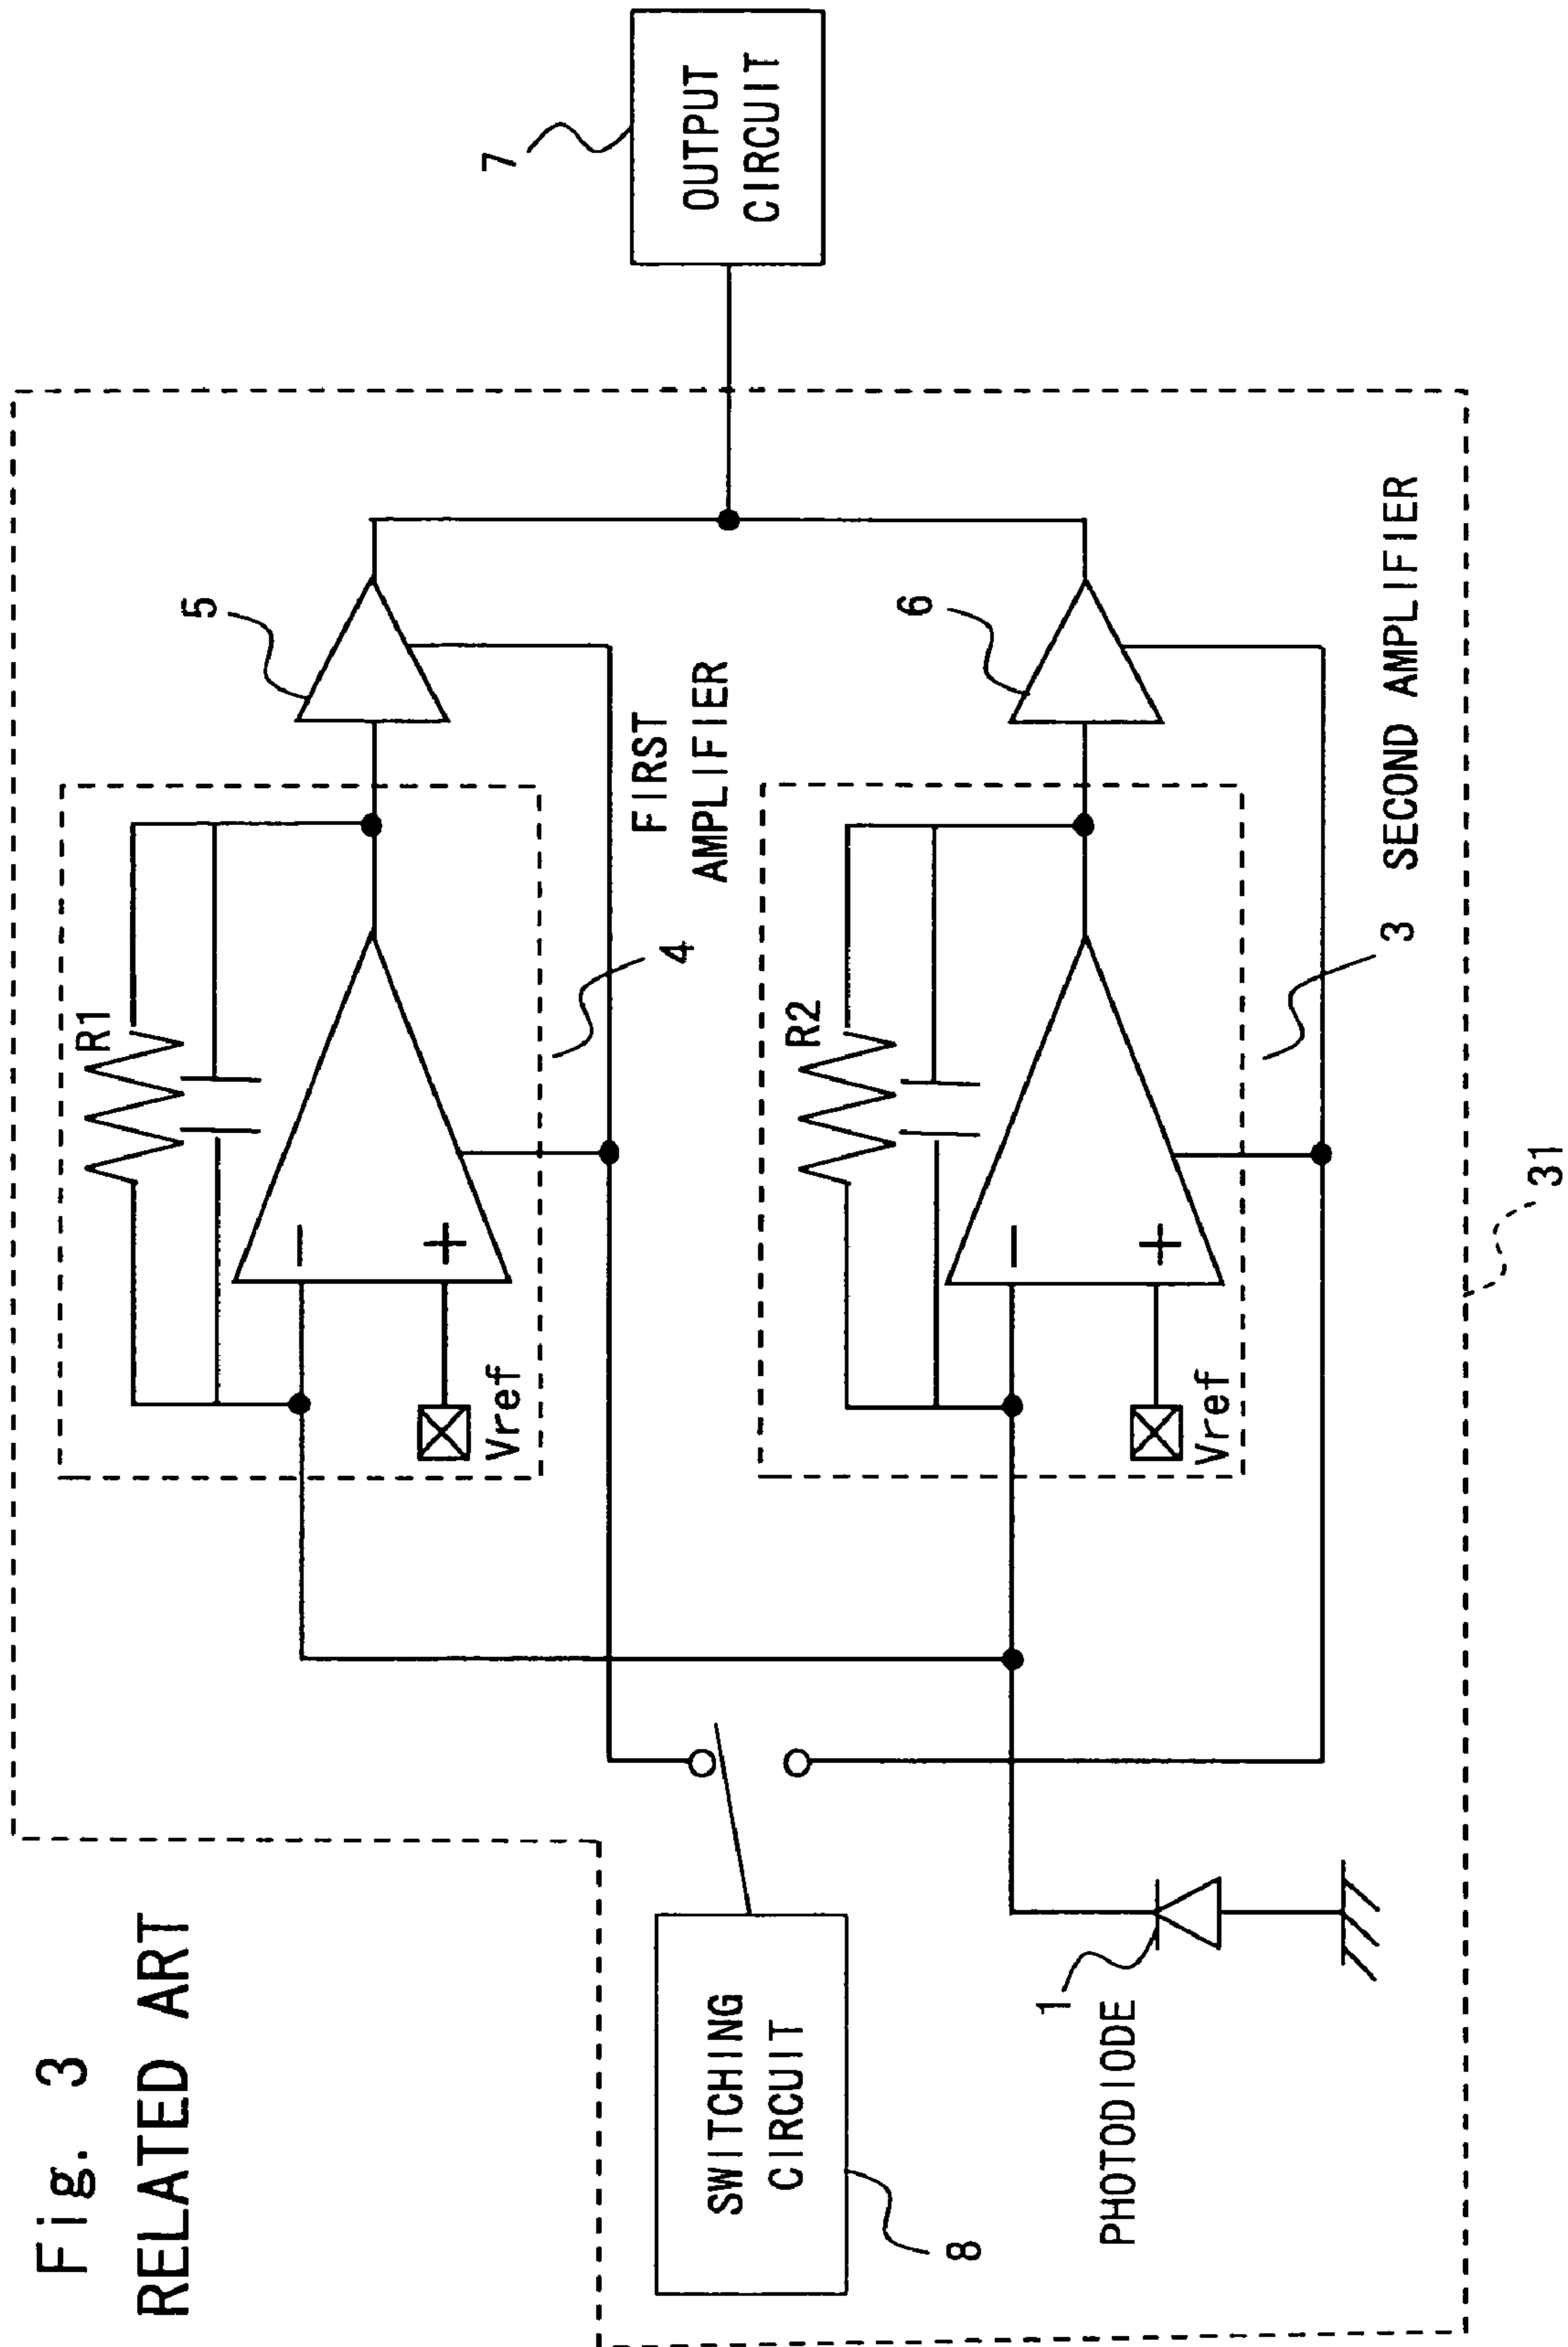 Fig. 3
RELATED ART
R1
5
4
FIRST
AMPLIFIER
Vref
7
OUTPUT
CIRCUIT
SWITCHING
CIRCUIT
8
R2
6
Vref
3 SECOND AMPLIFIER
1
PHOTODIODE
31
−
+
−
+